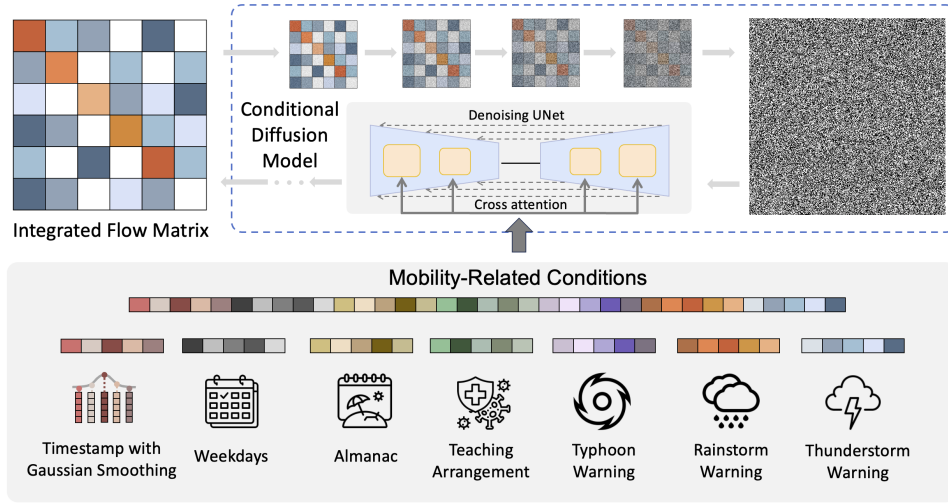 Conditional
Diffusion
Model
Denoising UNet
Cross attention
Integrated Flow Matrix
Mobility-Related Conditions
Timestamp with
Gaussian Smoothing
Weekdays
Almanac
Teaching
Arrangement
Typhoon
Warning
Rainstorm
Warning
Thunderstorm
Warning